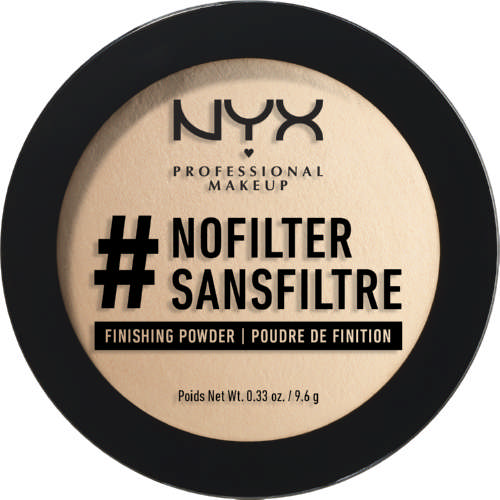 NYX
PROFESSIONAL
MAKEUP
# NOFILTER
SANSFILTRE
FINISHING POWDER | POUDRE DE FINITION
Poids Net Wt. 0.33 oz. / 9.6 g